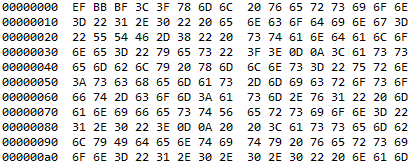 00000000 EF BB BF 3C 3F 78 6D 6C 20 76 65 72 73 69 6F 6E
00000010 3D 22 31 2E 30 22 20 65 6E 63 6F 64 69 6E 67 3D
00000020 22 55 54 46 2D 38 22 20 73 74 61 6E 64 61 6C 6F
00000030 6E 65 3D 22 79 65 73 22 3F 3E 0D 0A 3C 61 73 73
00000040 65 6D 62 6C 79 20 78 6D 6C 6E 73 3D 22 75 72 6E
00000050 3A 73 63 68 65 6D 61 73 2D 6D 69 63 72 6F 73 6F
00000060 66 74 2D 63 6F 6D 3A 61 73 6D 2E 76 31 22 20 6D
00000070 61 6E 69 66 65 73 74 56 65 72 73 69 6F 6E 3D 22
00000080 31 2E 30 22 3E 0D 0A 20 20 3C 61 73 73 65 6D 62
00000090 6C 79 49 64 65 6E 74 69 74 79 20 76 65 72 73 69
000000a0 6F 6E 3D 22 31 2E 30 2E 30 2E 30 22 20 6E 61 6D